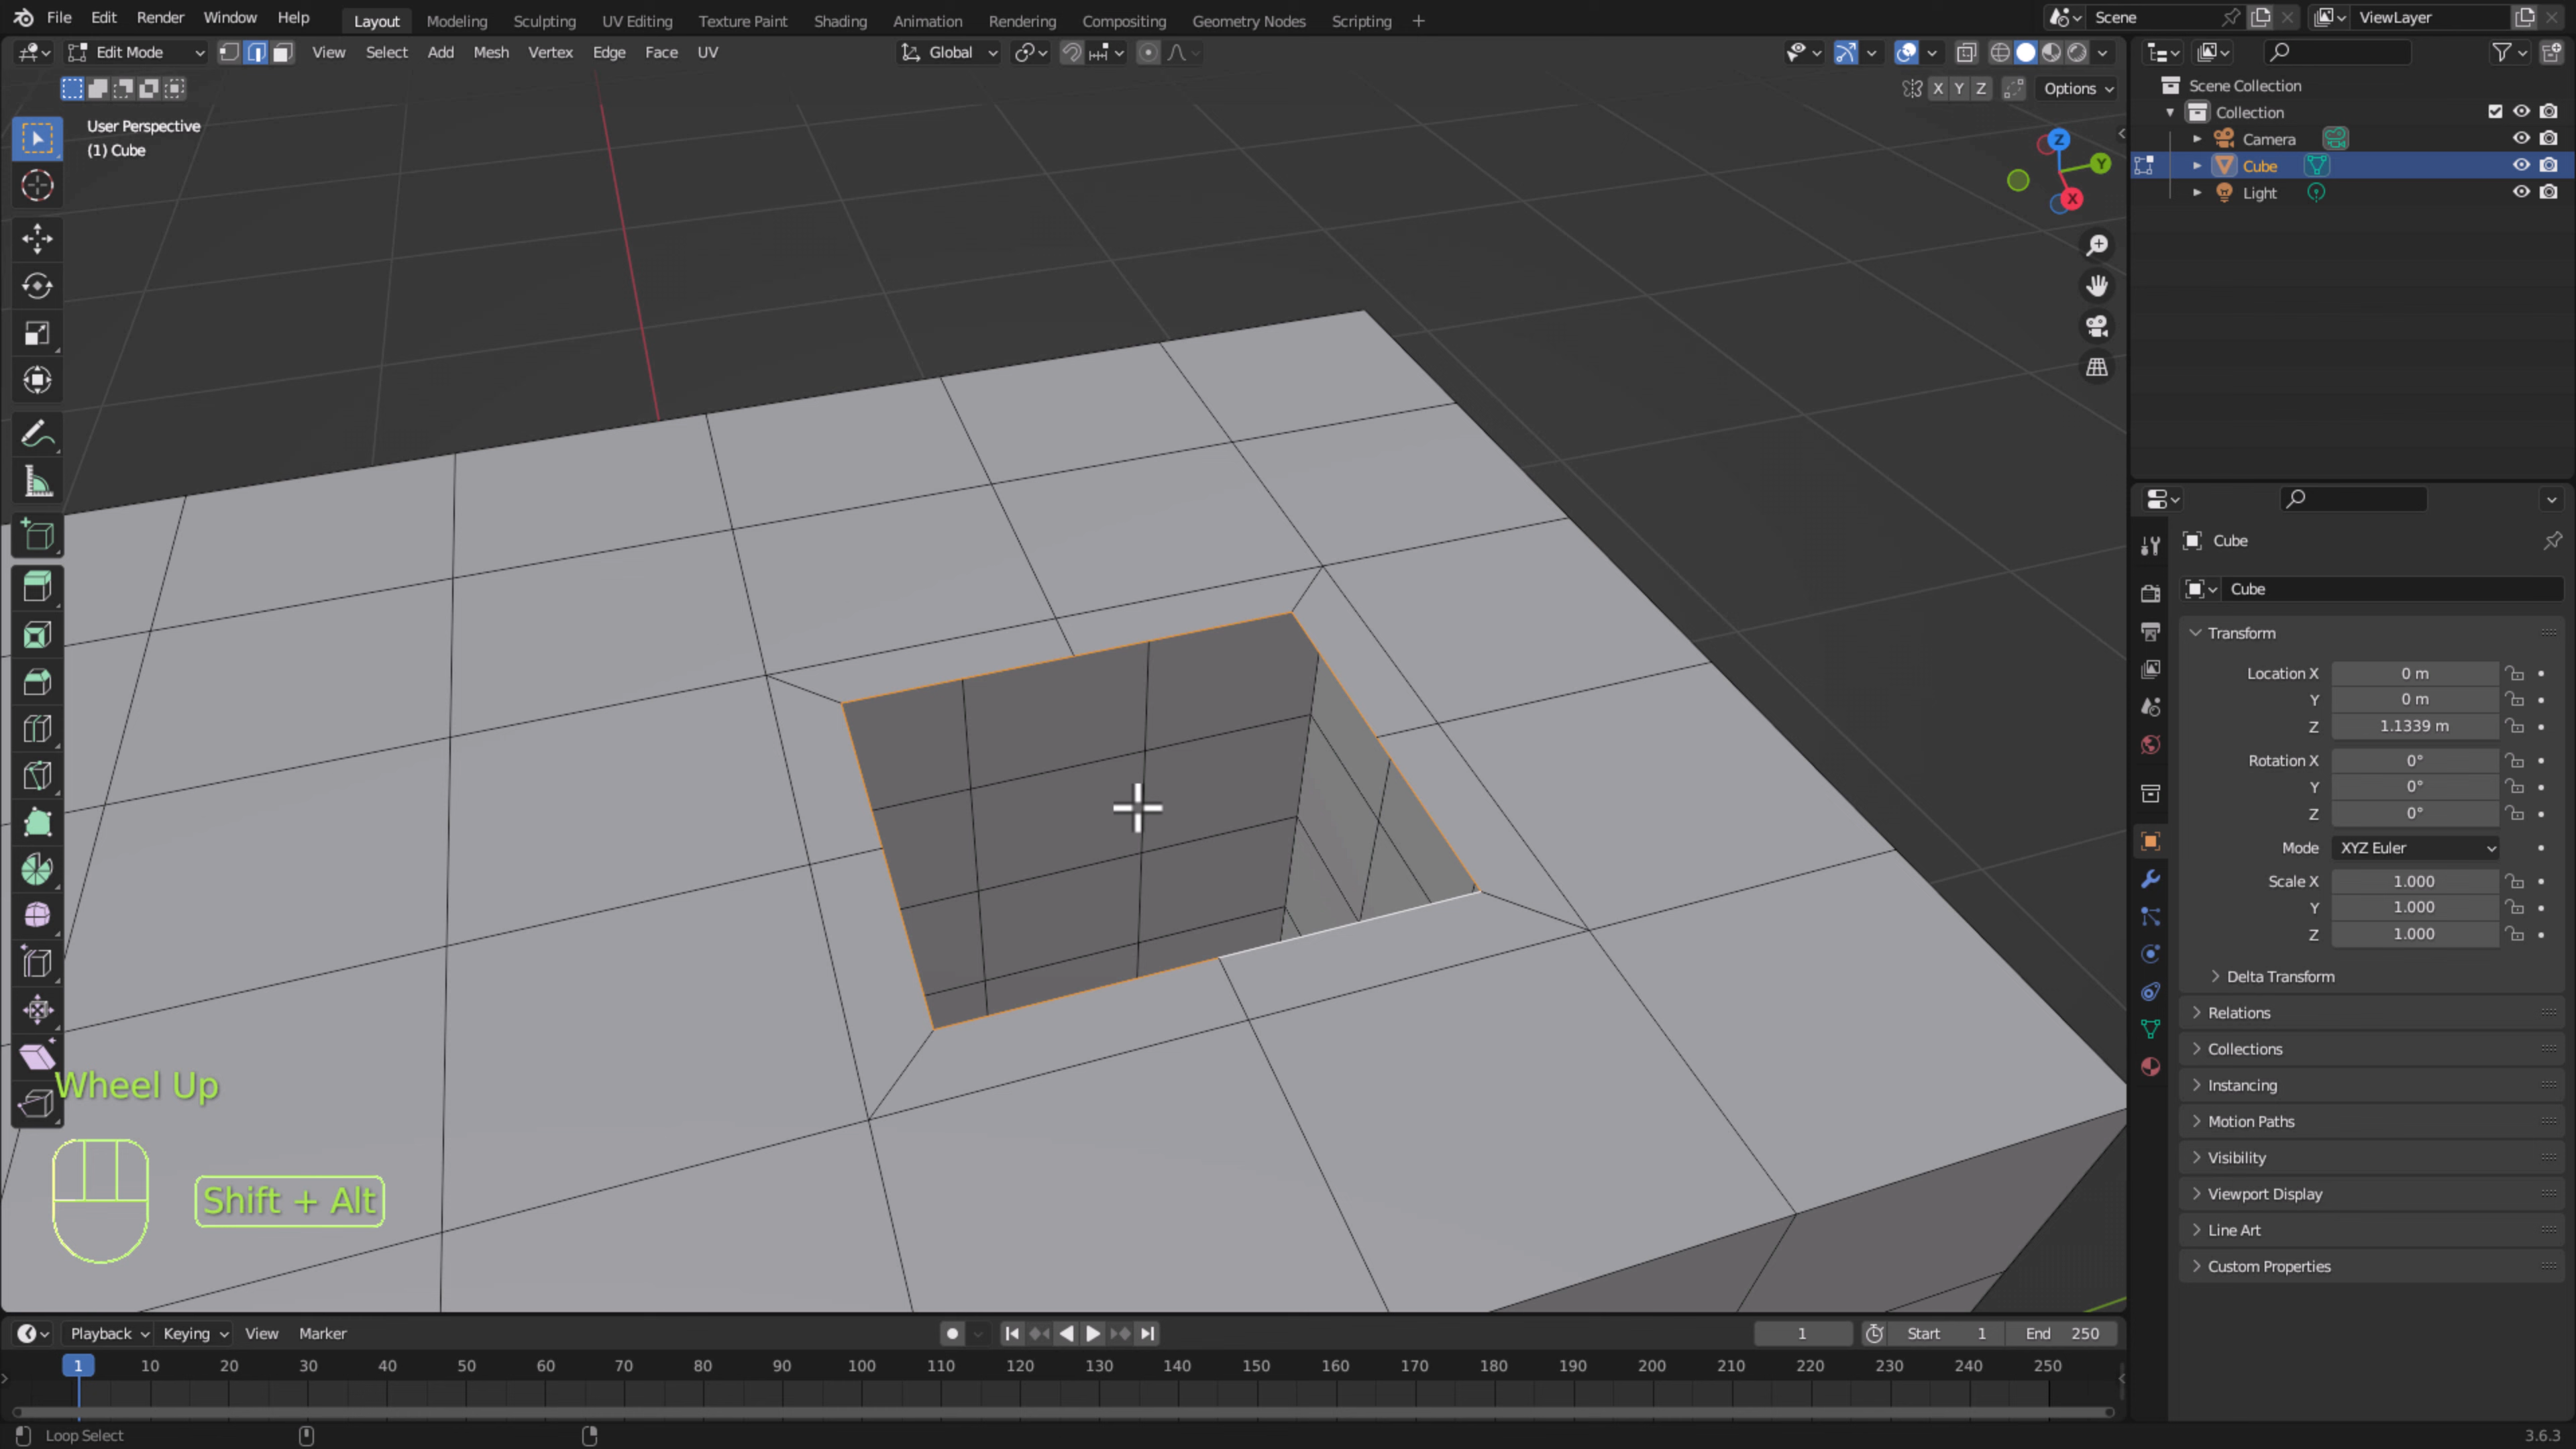 File Edit Render Window Help Layout Modeling Sculpting UV Editing Texture Paint Shading Animation Rendering Compositing Geometry Nodes Scripting + Scene ViewLayer
Edit Mode View Select Add Mesh Vertex Edge Face UV Global
X Y Z Options
User Perspective
(1) Cube
Z
Y
X
Scene Collection
Collection
Camera
Cube
Light
Cube
Cube
Transform
Location X 0 m
Y 0 m
Z 1.1339 m
Rotation X 0°
Y 0°
Z 0°
Mode XYZ Euler
Scale X 1.000
Y 1.000
Z 1.000
Delta Transform
Relations
Collections
Instancing
Motion Paths
Visibility
Viewport Display
Line Art
Custom Properties
Wheel Up
Shift + Alt
Playback Keying View Marker 1 Start 1 End 250
1 10 20 30 40 50 60 70 80 90 100 110 120 130 140 150 160 170 180 190 200 210 220 230 240 250
Loop Select 3.6.3